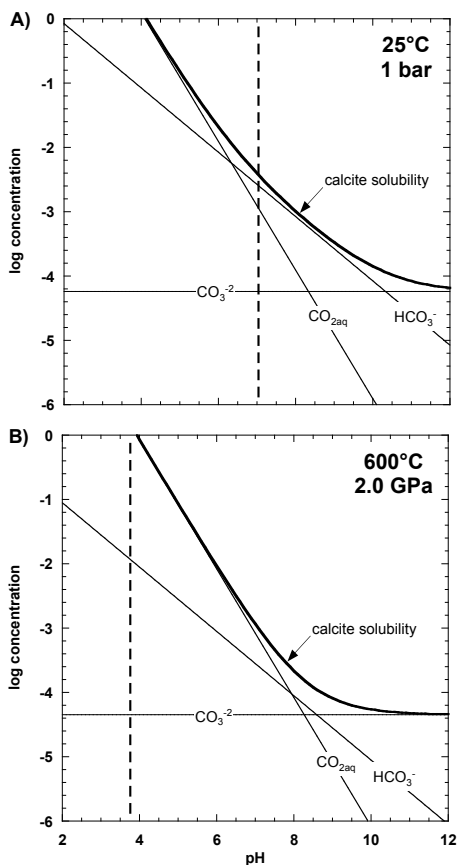 A)
25°C
1 bar
0
-1
-2
-3
-4
-5
-6
log concentration
calcite solubility
CO₃⁻²
CO₂aq
HCO₃⁻
B)
600°C
2.0 GPa
0
-1
-2
-3
-4
-5
-6
log concentration
calcite solubility
CO₃⁻²
CO₂aq
HCO₃⁻
2 4 6 8 10 12
pH